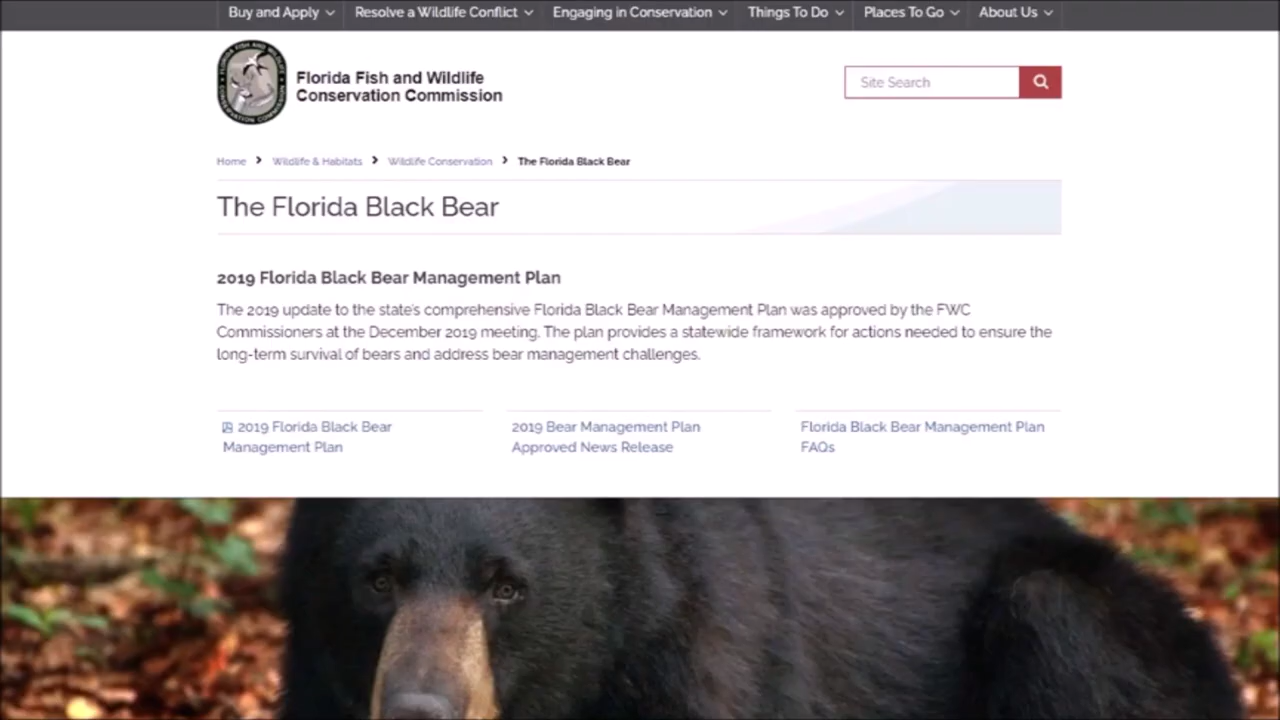 Buy and Apply
Resolve a Wildlife Conflict
Engaging in Conservation
Things To Do
Places To Go
About Us
Florida Fish and Wildlife
Conservation Commission
Site Search
Home
Wildlife & Habitats
Wildlife Conservation
The Florida Black Bear
The Florida Black Bear
2019 Florida Black Bear Management Plan
The 2019 update to the state's comprehensive Florida Black Bear Management Plan was approved by the FWC
Commissioners at the December 2019 meeting. The plan provides a statewide framework for actions needed to ensure the
long-term survival of bears and address bear management challenges.
2019 Florida Black Bear
Management Plan
2019 Bear Management Plan
Approved News Release
Florida Black Bear Management Plan
FAQs